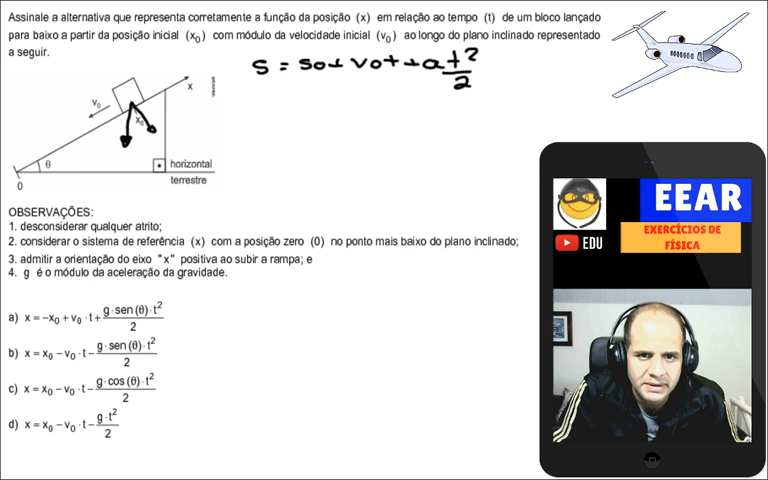 Assinale a alternativa que representa corretamente a função da posição (x) em relação ao tempo (t) de um bloco lançado
para baixo a partir da posição inicial (x₀) com módulo da velocidade inicial (v₀) ao longo do plano inclinado representado
a seguir.
S = So + Vot + at²/2
x
v₀
x₀
θ
horizontal
terrestre
0
OBSERVAÇÕES:
1. desconsiderar qualquer atrito;
2. considerar o sistema de referência (x) com a posição zero (0) no ponto mais baixo do plano inclinado;
3. admitir a orientação do eixo "x" positiva ao subir a rampa; e
4. g é o módulo da aceleração da gravidade.
a) x = –x₀ + v₀ · t + g · sen (θ) · t²/2
b) x = x₀ – v₀ · t – g · sen (θ) · t²/2
c) x = x₀ – v₀ · t – g · cos (θ) · t²/2
d) x = x₀ – v₀ · t – g · t²/2
EEAR
EXERCÍCIOS DE
FÍSICA
EDU